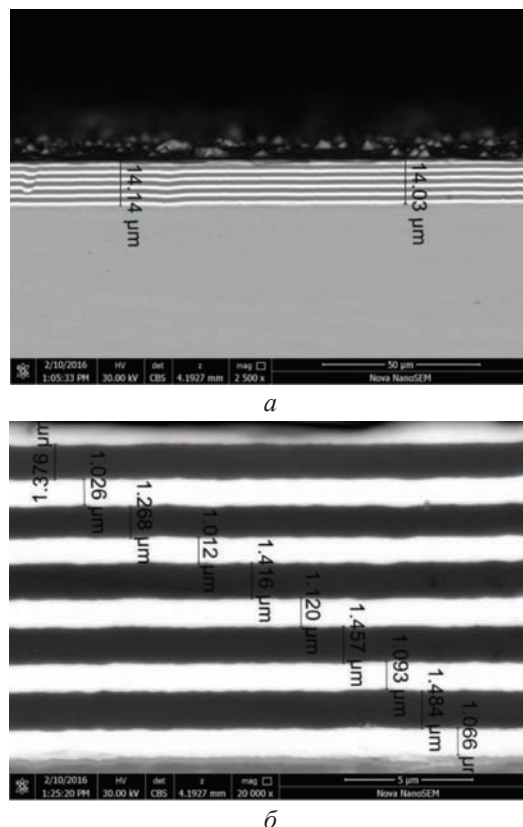 14.14 µm
14.03 µm
2/10/2016 HV det z mag □ 50 µm
1:05:33 PM 30.00 kV CBS 4.1927 mm 2 500 x Nova NanoSEM
а
1.376 µm
1.026 µm
1.268 µm
1.012 µm
1.416 µm
1.120 µm
1.457 µm
1.093 µm
1.484 µm
1.066 µm
2/10/2016 HV det z mag □ 5 µm
1:25:20 PM 30.00 kV CBS 4.1927 mm 20 000 x Nova NanoSEM
б